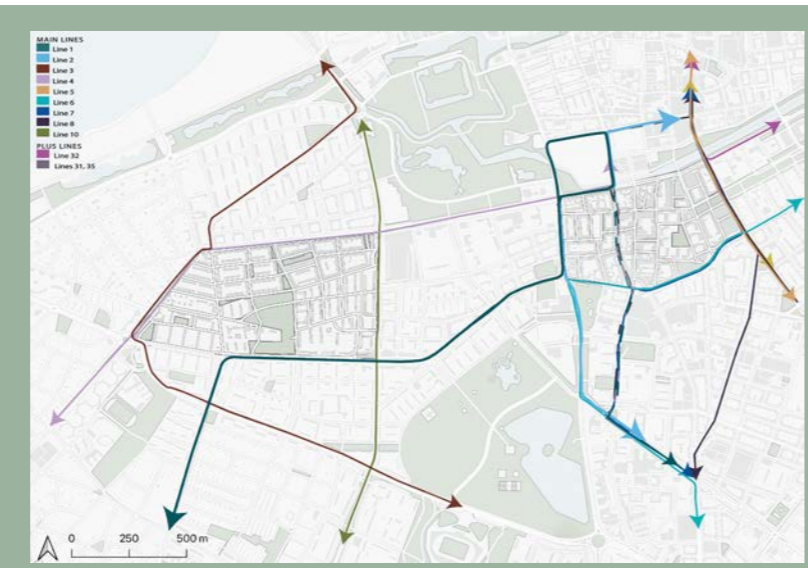 MAIN LINES
Line 1
Line 2
Line 3
Line 4
Line 5
Line 6
Line 7
Line 8
Line 10
PLUS LINES
Line 32
Lines 31, 35
0 250 500 m